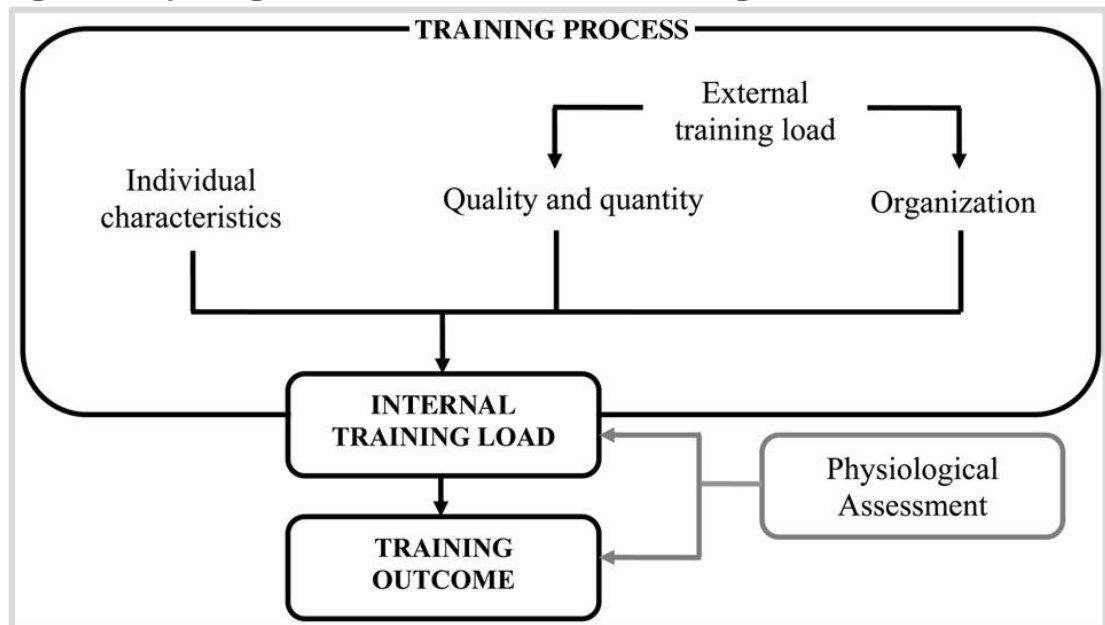 TRAINING PROCESS
External
training load
Individual
characteristics
Quality and quantity
Organization
INTERNAL
TRAINING LOAD
Physiological
Assessment
TRAINING
OUTCOME